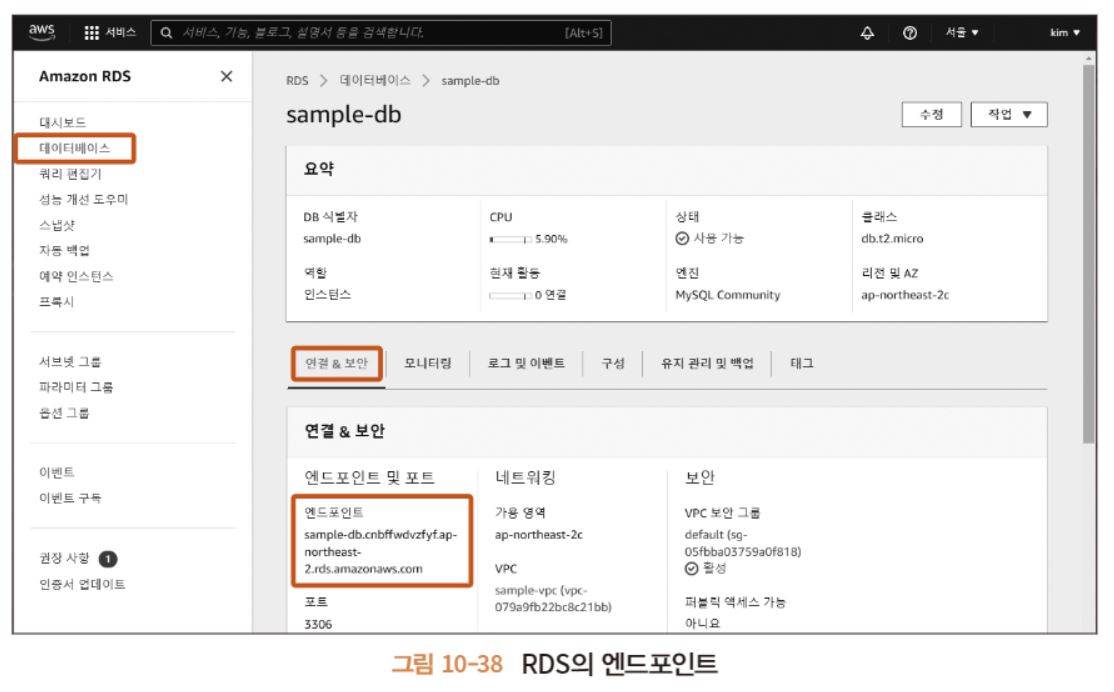 aws 서비스 서비스, 기능, 블로그, 설명서 등을 검색합니다. [Alt+S] 서울 ▼ kim ▼
Amazon RDS ×
대시보드
데이터베이스
쿼리 편집기
성능 개선 도우미
스냅샷
자동 백업
예약 인스턴스
프록시
서브넷 그룹
파라미터 그룹
옵션 그룹
이벤트
이벤트 구독
권장 사항 1
인증서 업데이트
RDS > 데이터베이스 > sample-db
sample-db
수정 작업 ▼
요약
DB 식별자 CPU 상태 클래스
sample-db 5.90% 사용 가능 db.t2.micro
역할 현재 활동 엔진 리전 및 AZ
인스턴스 0 연결 MySQL Community ap-northeast-2c
연결 & 보안 모니터링 로그 및 이벤트 구성 유지 관리 및 백업 태그
연결 & 보안
엔드포인트 및 포트
엔드포인트
sample-db.cnbffwdvzfyf.ap-
northeast-
2.rds.amazonaws.com
포트
3306
네트워킹
가용 영역
ap-northeast-2c
VPC
sample-vpc (vpc-
079a9fb22bc8c21bb)
보안
VPC 보안 그룹
default (sg-
05fbba03759a0f818)
활성
퍼블릭 액세스 가능
아니요
그림 10-38 RDS의 엔드포인트